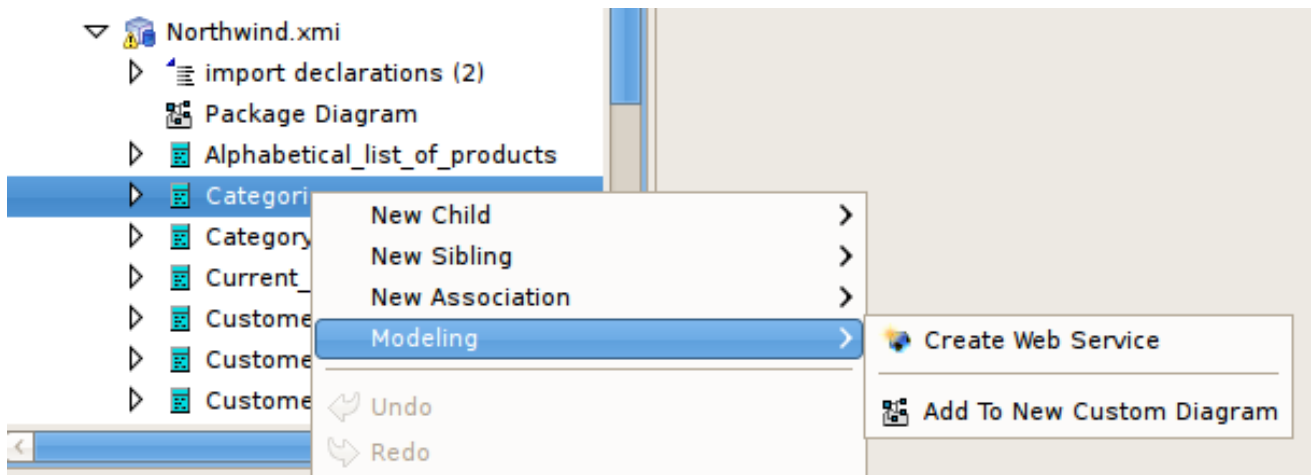 Northwind.xmi
import declarations (2)
Package Diagram
Alphabetical_list_of_products
Categori
Category
Current_
Custome
Custome
Custome
New Child
New Sibling
New Association
Modeling
Undo
Redo
Create Web Service
Add To New Custom Diagram